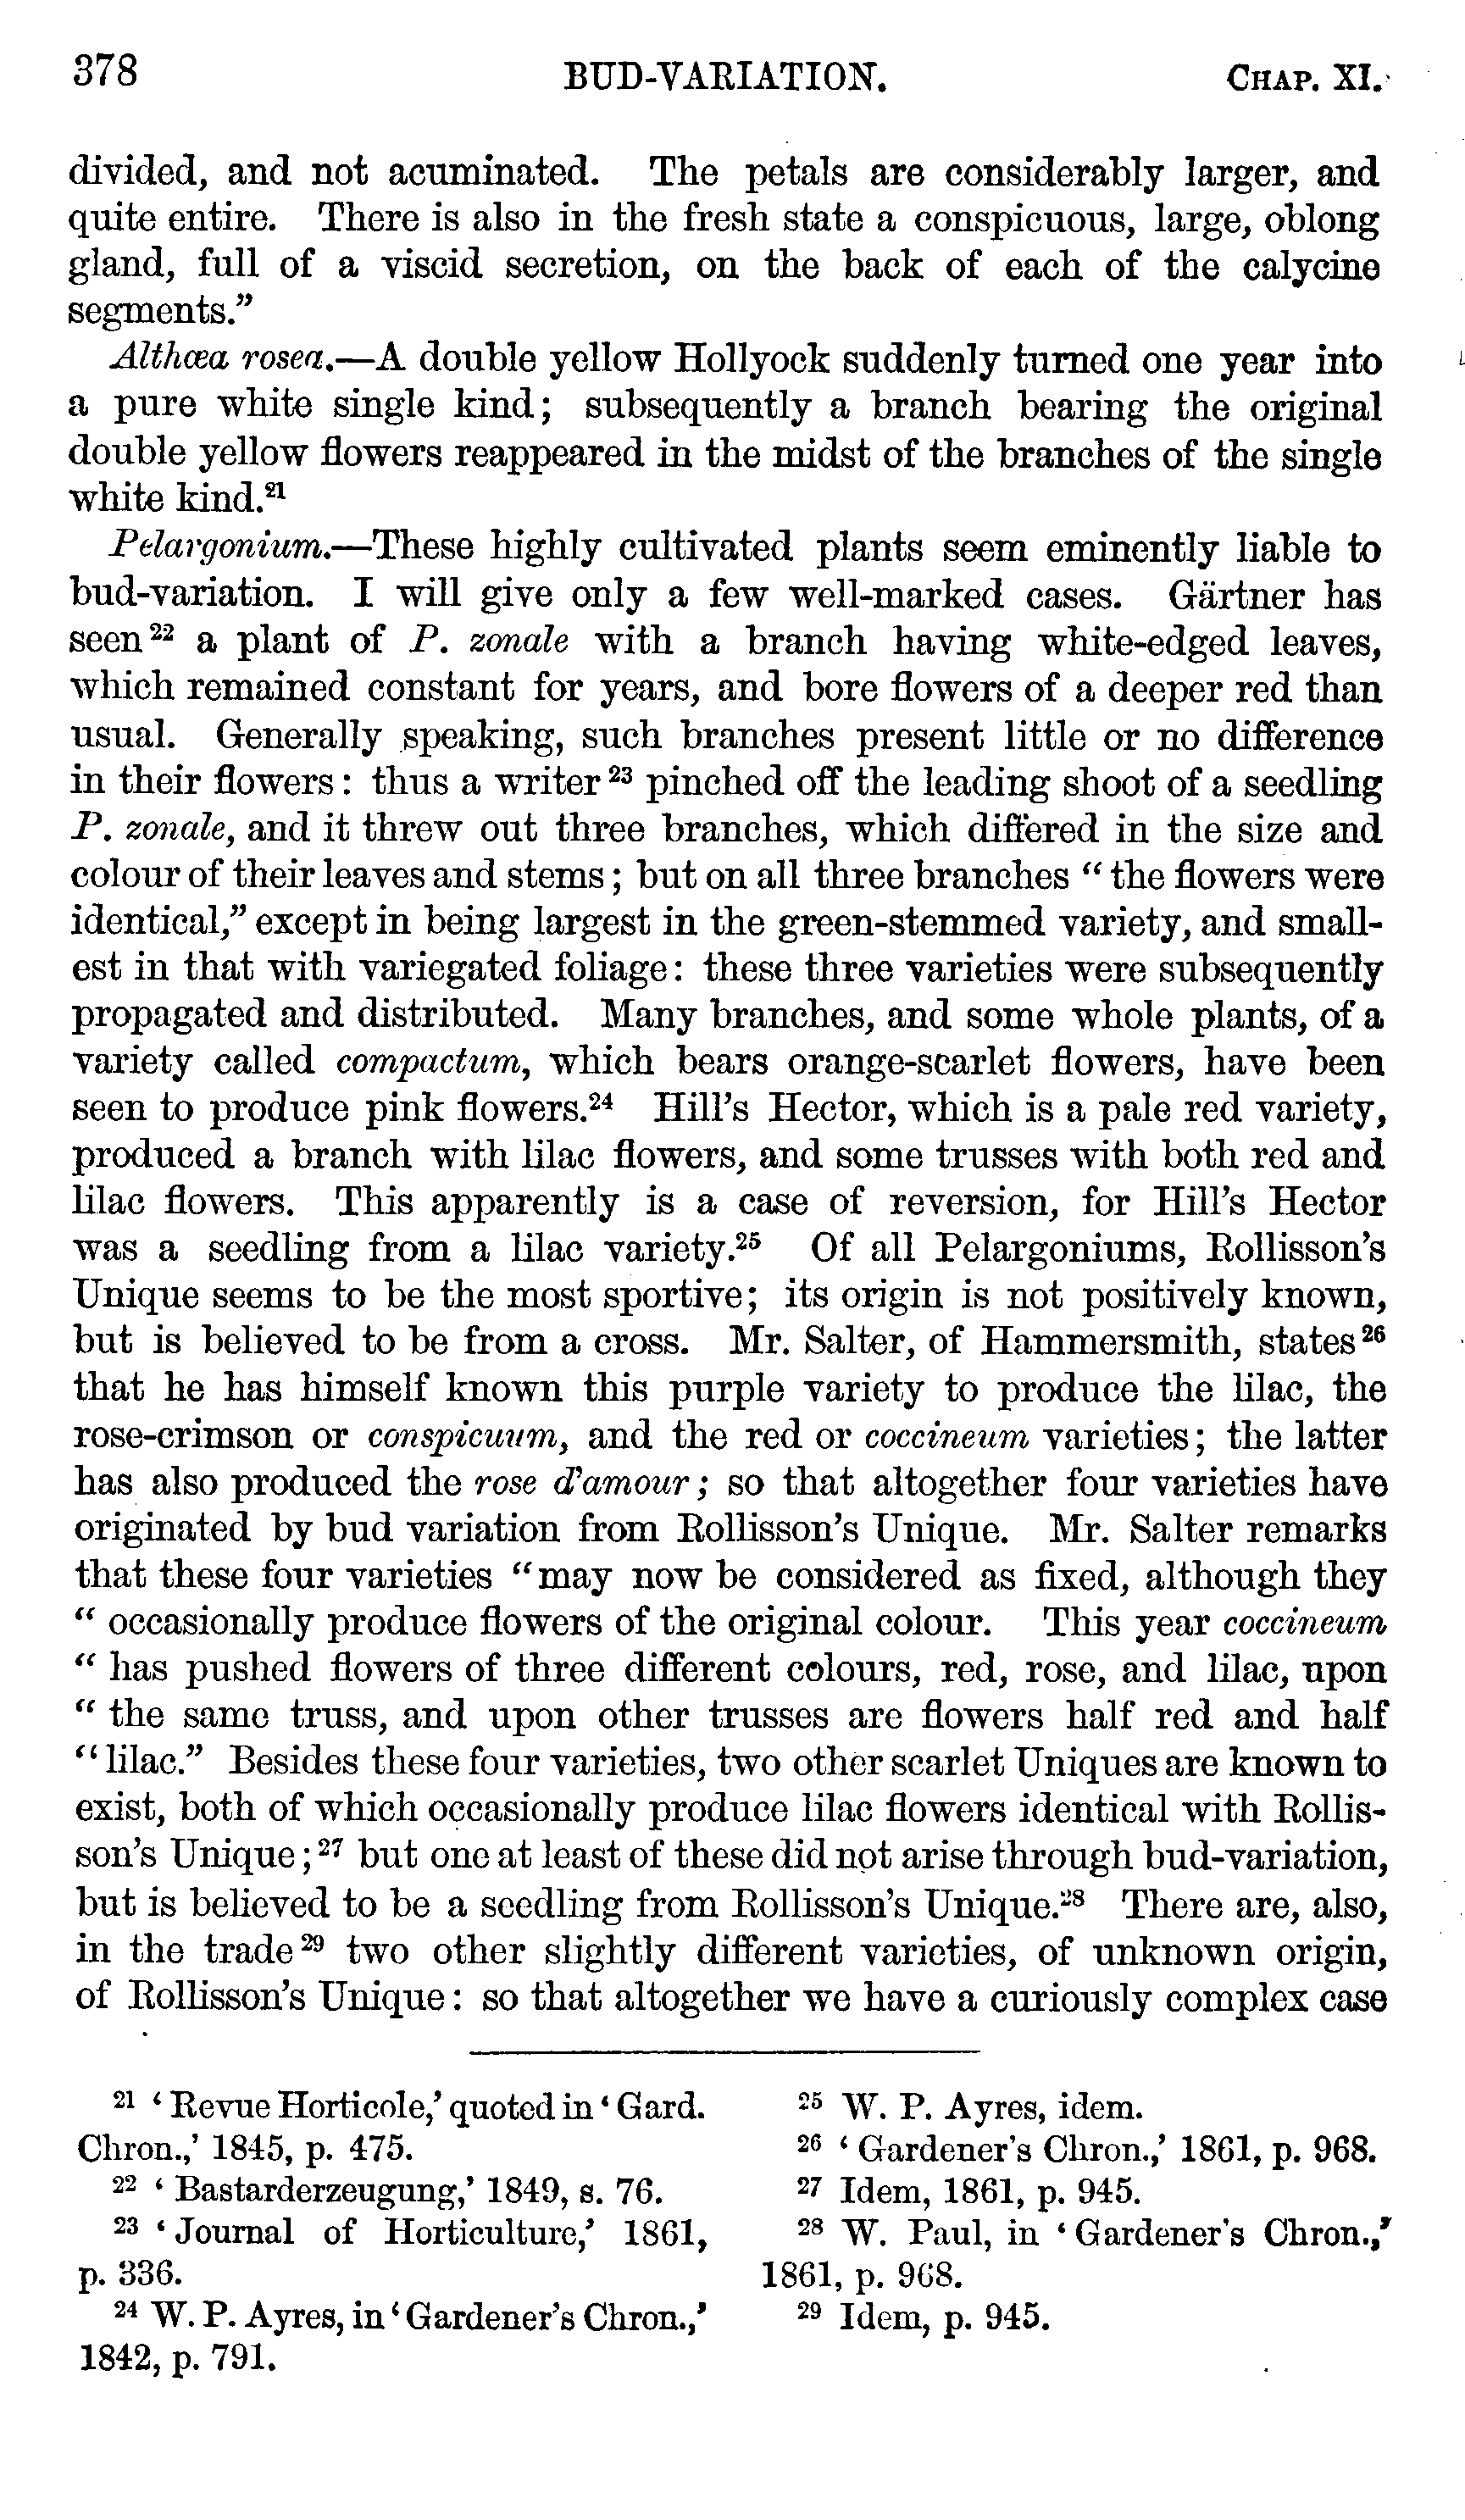 378 BUD-VARIATION. CHAP. XI.
divided, and not acuminated. The petals are considerably larger, and
quite entire. There is also in the fresh state a conspicuous, large, oblong
gland, full of a viscid secretion, on the back of each of the calycine
segments.”
Althœa rosea.—A double yellow Hollyock suddenly turned one year into
a pure white single kind; subsequently a branch bearing the original
double yellow flowers reappeared in the midst of the branches of the single
white kind.²¹
Pelargonium.—These highly cultivated plants seem eminently liable to
bud-variation. I will give only a few well-marked cases. Gärtner has
seen²² a plant of P. zonale with a branch having white-edged leaves,
which remained constant for years, and bore flowers of a deeper red than
usual. Generally speaking, such branches present little or no difference
in their flowers: thus a writer²³ pinched off the leading shoot of a seedling
P. zonale, and it threw out three branches, which differed in the size and
colour of their leaves and stems; but on all three branches “the flowers were
identical,” except in being largest in the green-stemmed variety, and small-
est in that with variegated foliage: these three varieties were subsequently
propagated and distributed. Many branches, and some whole plants, of a
variety called compactum, which bears orange-scarlet flowers, have been
seen to produce pink flowers.²⁴ Hill’s Hector, which is a pale red variety,
produced a branch with lilac flowers, and some trusses with both red and
lilac flowers. This apparently is a case of reversion, for Hill’s Hector
was a seedling from a lilac variety.²⁵ Of all Pelargoniums, Rollisson’s
Unique seems to be the most sportive; its origin is not positively known,
but is believed to be from a cross. Mr. Salter, of Hammersmith, states²⁶
that he has himself known this purple variety to produce the lilac, the
rose-crimson or conspicuum, and the red or coccineum varieties; the latter
has also produced the rose d’amour; so that altogether four varieties have
originated by bud variation from Rollisson’s Unique. Mr. Salter remarks
that these four varieties “may now be considered as fixed, although they
“ occasionally produce flowers of the original colour. This year coccineum
“ has pushed flowers of three different colours, red, rose, and lilac, upon
“ the same truss, and upon other trusses are flowers half red and half
“lilac.” Besides these four varieties, two other scarlet Uniques are known to
exist, both of which occasionally produce lilac flowers identical with Rollis-
son’s Unique;²⁷ but one at least of these did not arise through bud-variation,
but is believed to be a seedling from Rollisson’s Unique.²⁸ There are, also,
in the trade²⁹ two other slightly different varieties, of unknown origin,
of Rollisson’s Unique: so that altogether we have a curiously complex case
²¹ ‘Revue Horticole,’ quoted in ‘Gard.
Chron.,’ 1845, p. 475.
²² ‘Bastarderzeugung,’ 1849, s. 76.
²³ ‘Journal of Horticulture,’ 1861,
p. 336.
²⁴ W. P. Ayres, in ‘Gardener’s Chron.,’
1842, p. 791.
²⁵ W. P. Ayres, idem.
²⁶ ‘Gardener’s Chron.,’ 1861, p. 968.
²⁷ Idem, 1861, p. 945.
²⁸ W. Paul, in ‘Gardener’s Chron.,’
1861, p. 968.
²⁹ Idem, p. 945.